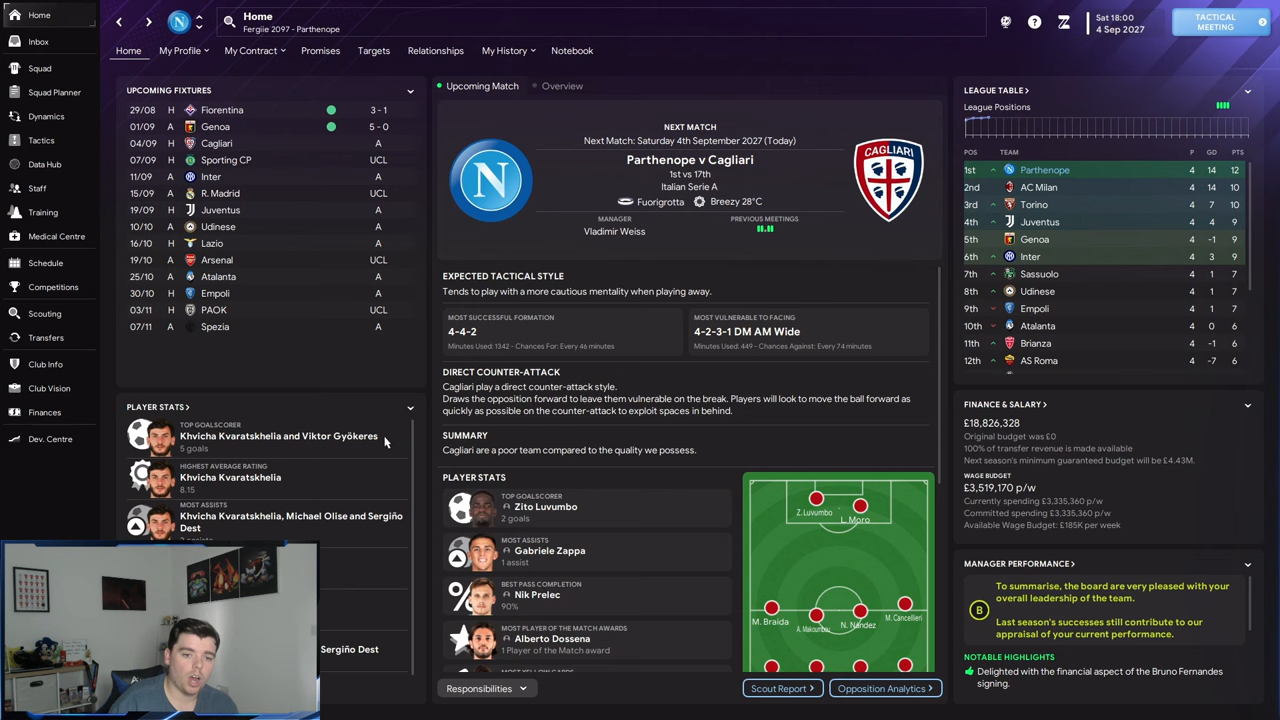 Home
Inbox
Squad
Squad Planner
Dynamics
Tactics
Data Hub
Staff
Training
Medical Centre
Schedule
Competitions
Scouting
Transfers
Club Info
Club Vision
Finances
Dev. Centre
Home
Fergiie 2097 - Parthenope
Sat 18:00
4 Sep 2027
TACTICAL
MEETING
Home
My Profile
My Contract
Promises
Targets
Relationships
My History
Notebook
UPCOMING FIXTURES
29/08 H Fiorentina 3 - 1
01/09 A Genoa 5 - 0
04/09 H Cagliari A
07/09 H Sporting CP UCL
11/09 A Inter A
15/09 A R. Madrid UCL
19/09 H Juventus A
10/10 A Udinese A
16/10 H Lazio A
19/10 A Arsenal UCL
25/10 A Atalanta A
30/10 H Empoli A
03/11 H PAOK UCL
07/11 A Spezia A
PLAYER STATS >
TOP GOALSCORER
Khvicha Kvaratskhelia and Viktor Gyökeres
5 goals
HIGHEST AVERAGE RATING
Khvicha Kvaratskhelia
8.15
MOST ASSISTS
Khvicha Kvaratskhelia, Michael Olise and Sergiño
Dest
Sergiño Dest
Upcoming Match
Overview
NEXT MATCH
Next Match: Saturday 4th September 2027 (Today)
Parthenope v Cagliari
1st vs 17th
Italian Serie A
Fuorigrotta
Breezy 28°C
MANAGER
Vladimir Weiss
PREVIOUS MEETINGS
N
CAGLIARI
EXPECTED TACTICAL STYLE
Tends to play with a more cautious mentality when playing away.
MOST SUCCESSFUL FORMATION
4-4-2
Minutes Used: 1342 - Chances For: Every 46 minutes
MOST VULNERABLE TO FACING
4-2-3-1 DM AM Wide
Minutes Used: 449 - Chances Against: Every 74 minutes
DIRECT COUNTER-ATTACK
Cagliari play a direct counter-attack style.
Draws the opposition forward to leave them vulnerable on the break. Players will look to move the ball forward as
quickly as possible on the counter-attack to exploit spaces in behind.
SUMMARY
Cagliari are a poor team compared to the quality we possess.
PLAYER STATS
TOP GOALSCORER
Zito Luvumbo
2 goals
MOST ASSISTS
Gabriele Zappa
1 assist
BEST PASS COMPLETION
Nik Prelec
90%
MOST PLAYER OF THE MATCH AWARDS
Alberto Dossena
1 Player of the Match award
Z. Luvumbo
L. Moro
M. Braida
A. Makoumbou
N. Nández
M. Cancellieri
Responsibilities
Scout Report >
Opposition Analytics >
LEAGUE TABLE >
League Positions
POS TEAM P GD PTS
1st Parthenope 4 14 12
2nd AC Milan 4 14 10
3rd Torino 4 7 10
4th Juventus 4 4 9
5th Genoa 4 -1 9
6th Inter 4 3 9
7th Sassuolo 4 1 7
8th Udinese 4 1 7
9th Empoli 4 1 7
10th Atalanta 4 0 6
11th Brianza 4 -1 6
12th AS Roma 4 -7 6
FINANCE & SALARY >
£18,826,328
Original budget was £0
100% of transfer revenue is made available
Next season's minimum guaranteed budget will be £4.43M.
WAGE BUDGET
£3,519,170 p/w
Currently spending £3,335,360 p/w
Committed spending £3,335,360 p/w
Available Wage Budget: £185K per week
MANAGER PERFORMANCE >
B
To summarise, the board are very pleased with your
overall leadership of the team.
Last season's successes still contribute to our
appraisal of your current performance.
NOTABLE HIGHLIGHTS
Delighted with the financial aspect of the Bruno Fernandes
signing.